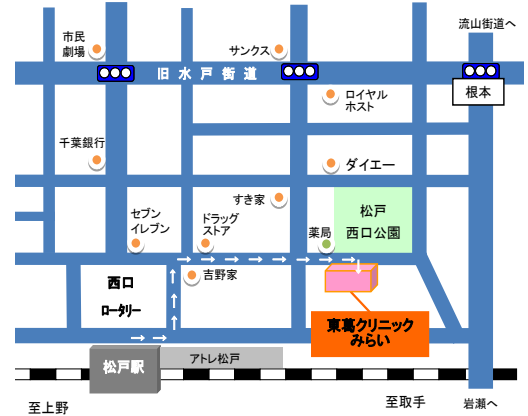 流山街道へ
市民
劇場
サンクス
旧水戸街道
根本
ロイヤル
ホスト
千葉銀行
ダイエー
すき家
松戸
西口公園
セブン
イレブン
ドラッグ
ストア
薬局
西口
ロータリー
吉野家
東葛クリニック
みらい
松戸駅
アトレ松戸
至上野
至取手
岩瀬へ